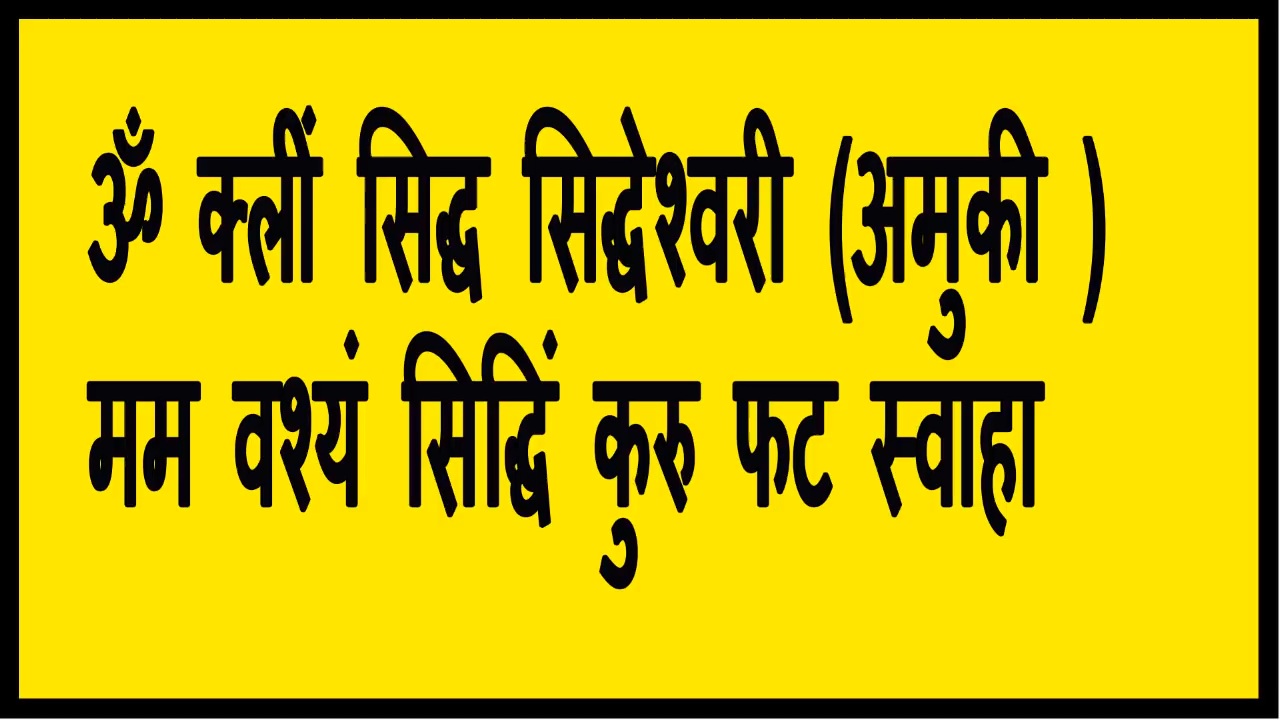 ॐ क्लीं सिद्ध सिद्धेश्वरी (अमुकी )
मम वश्यं सिद्धिं कुरु फट स्वाहा